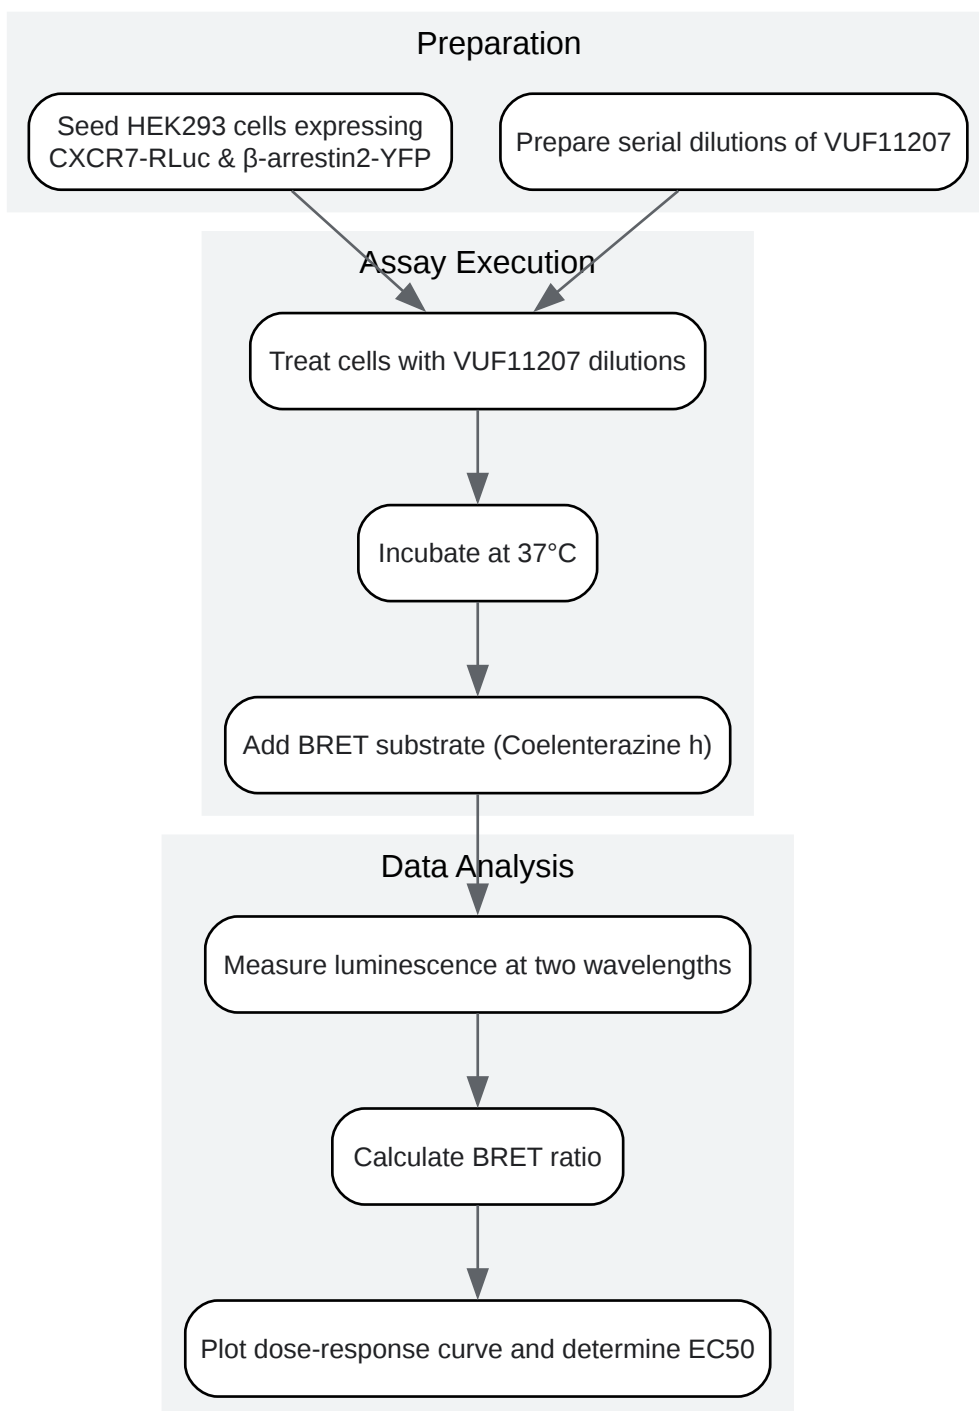 Preparation
Seed HEK293 cells expressing
CXCR7-RLuc & β-arrestin2-YFP
Prepare serial dilutions of VUF11207
Assay Execution
Treat cells with VUF11207 dilutions
Incubate at 37°C
Add BRET substrate (Coelenterazine h)
Data Analysis
Measure luminescence at two wavelengths
Calculate BRET ratio
Plot dose-response curve and determine EC50